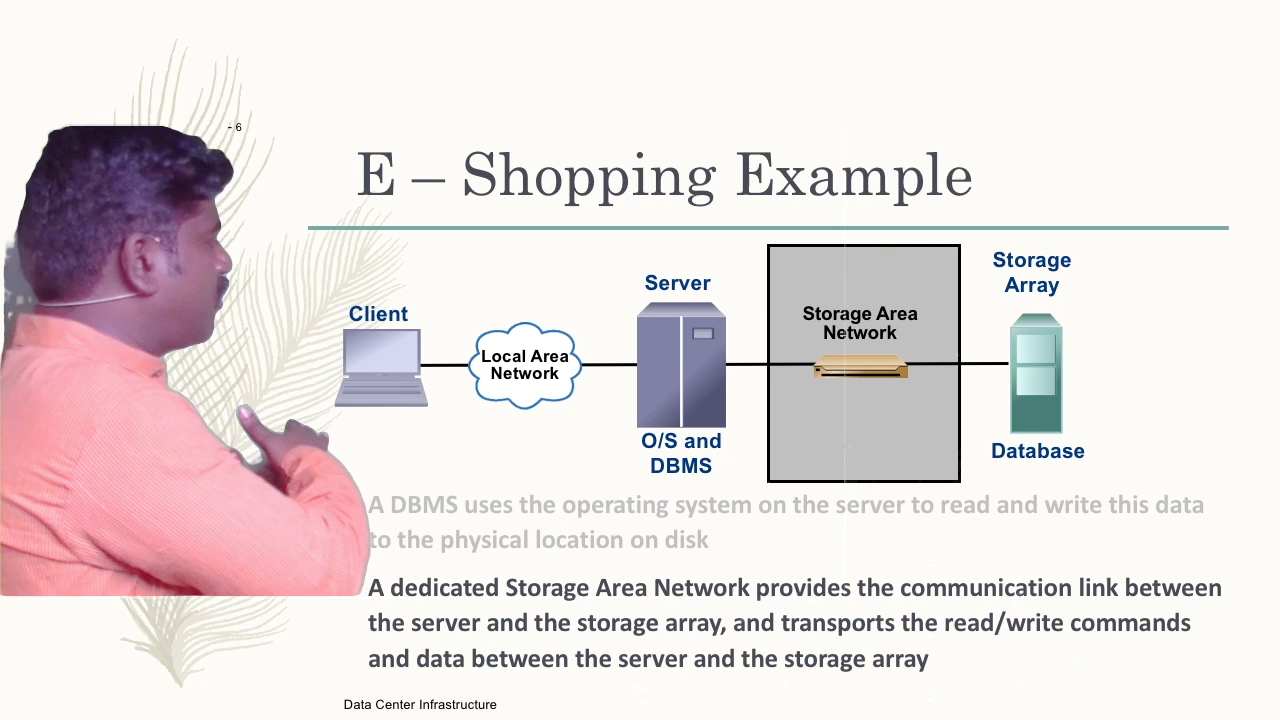 - 6
E – Shopping Example
Storage
Array
Server
Client
Storage Area
Network
Local Area
Network
O/S and
DBMS
Database
A DBMS uses the operating system on the server to read and write this data
to the physical location on disk
A dedicated Storage Area Network provides the communication link between
the server and the storage array, and transports the read/write commands
and data between the server and the storage array
Data Center Infrastructure